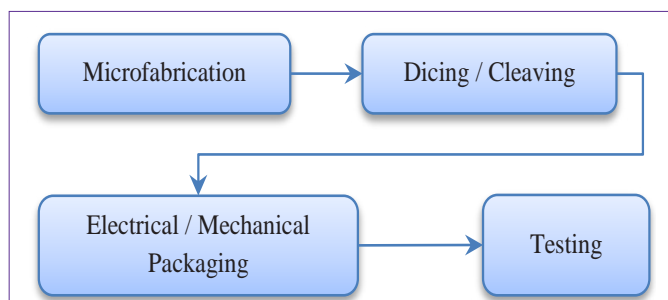 Microfabrication
Dicing / Cleaving
Electrical / Mechanical
Packaging
Testing